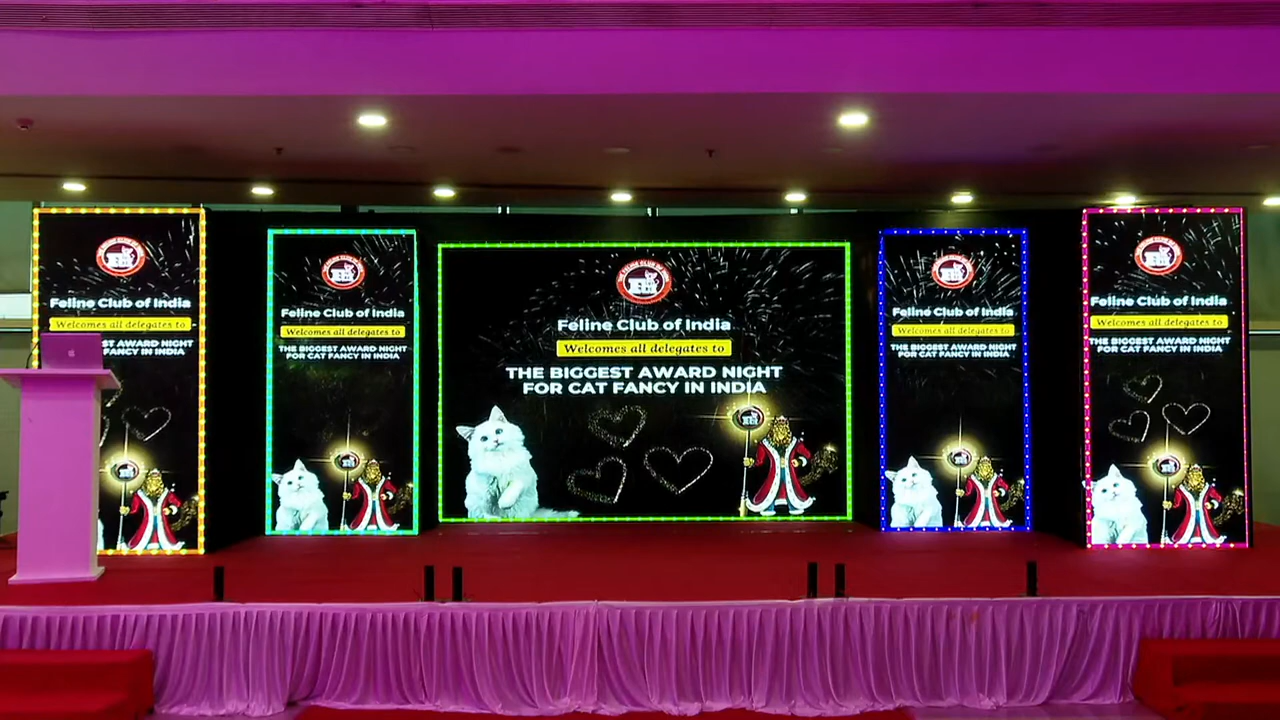 Feline Club of India
Welcomes all delegates to
AWARD NIGHT
FANCY IN INDIA
Feline Club of India
Welcomes all delegates to
THE BIGGEST AWARD NIGHT
FOR CAT FANCY IN INDIA
Feline Club of India
Welcomes all delegates to
THE BIGGEST AWARD NIGHT
FOR CAT FANCY IN INDIA
Feline Club of India
Welcomes all delegates to
THE BIGGEST AWARD NIGHT
FOR CAT FANCY IN INDIA
Feline Club of India
Welcomes all delegates to
THE BIGGEST AWARD NIGHT
FOR CAT FANCY IN INDIA